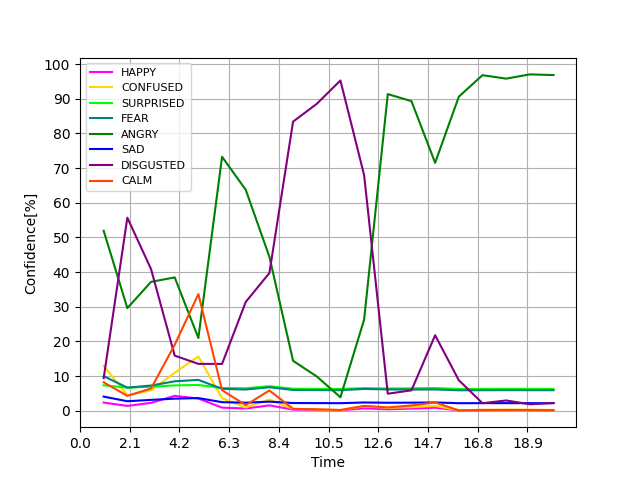 100
90
80
70
60
50
40
30
20
10
0
Confidence[%]
HAPPY
CONFUSED
SURPRISED
FEAR
ANGRY
SAD
DISGUSTED
CALM
0.0 2.1 4.2 6.3 8.4 10.5 12.6 14.7 16.8 18.9
Time